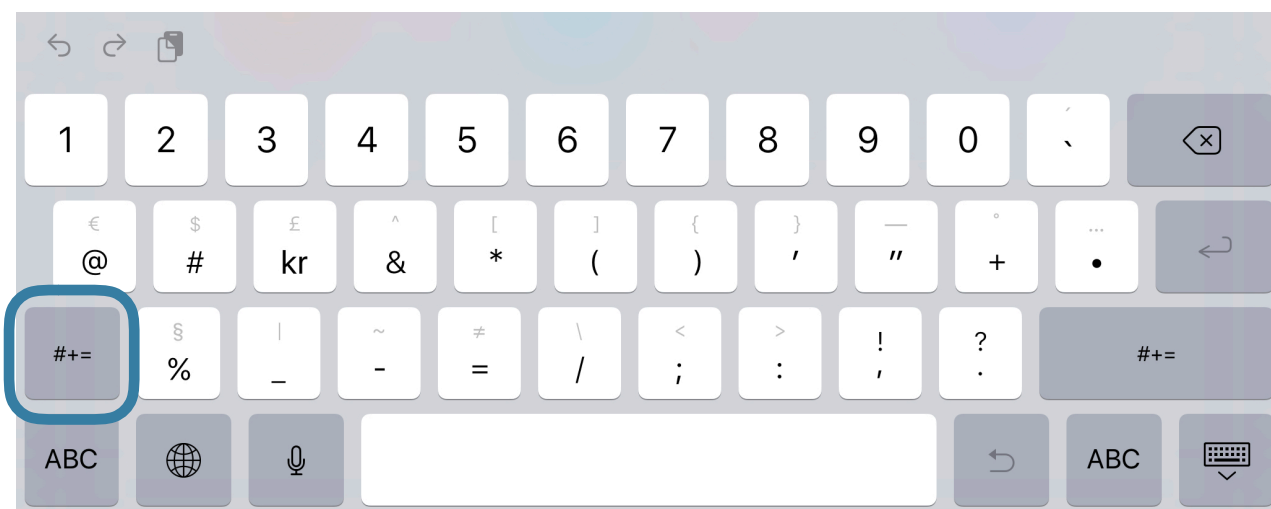 1 2 3 4 5 6 7 8 9 0 ´ `
€ $ £ ^ [ ] { } — ° …
@ # kr & * ( ) ' " + •
§ | ~ ≠ \ < > ! ?
#+= % _ - = / ; : , . #+=
ABC ABC